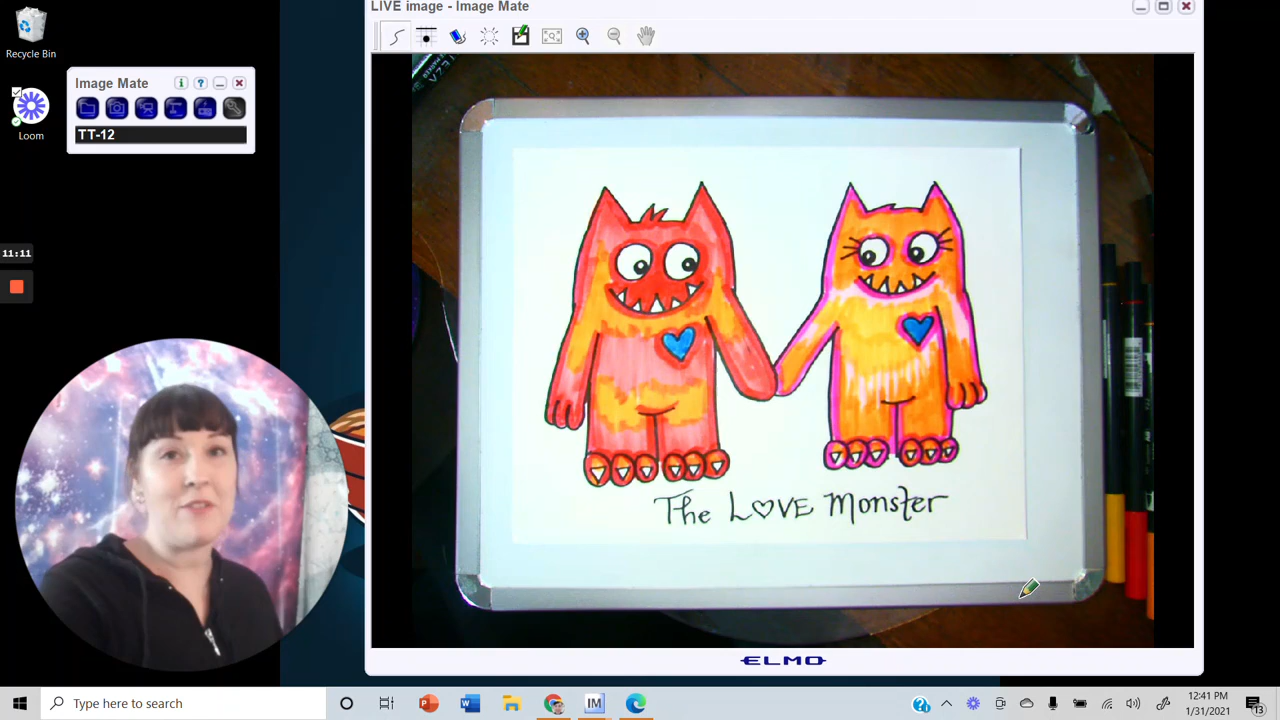 LIVE image - Image Mate
Recycle Bin
Image Mate
TT-12
Loom
11:11
The LOVE Monster
ELMO
Type here to search
12:41 PM
1/31/2021
13